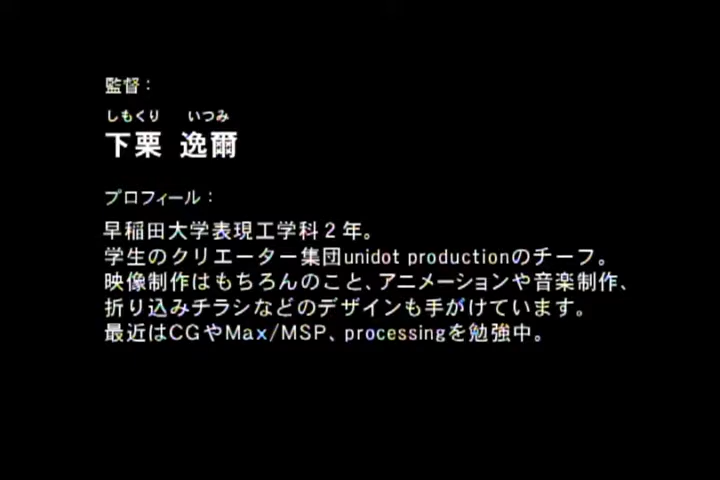 監督：
しもくり　いつみ
下栗 逸爾
プロフィール：
早稲田大学表現工学科２年。
学生のクリエーター集団unidot productionのチーフ。
映像制作はもちろんのこと、アニメーションや音楽制作、
折り込みチラシなどのデザインも手がけています。
最近はCGやMax/MSP、processingを勉強中。